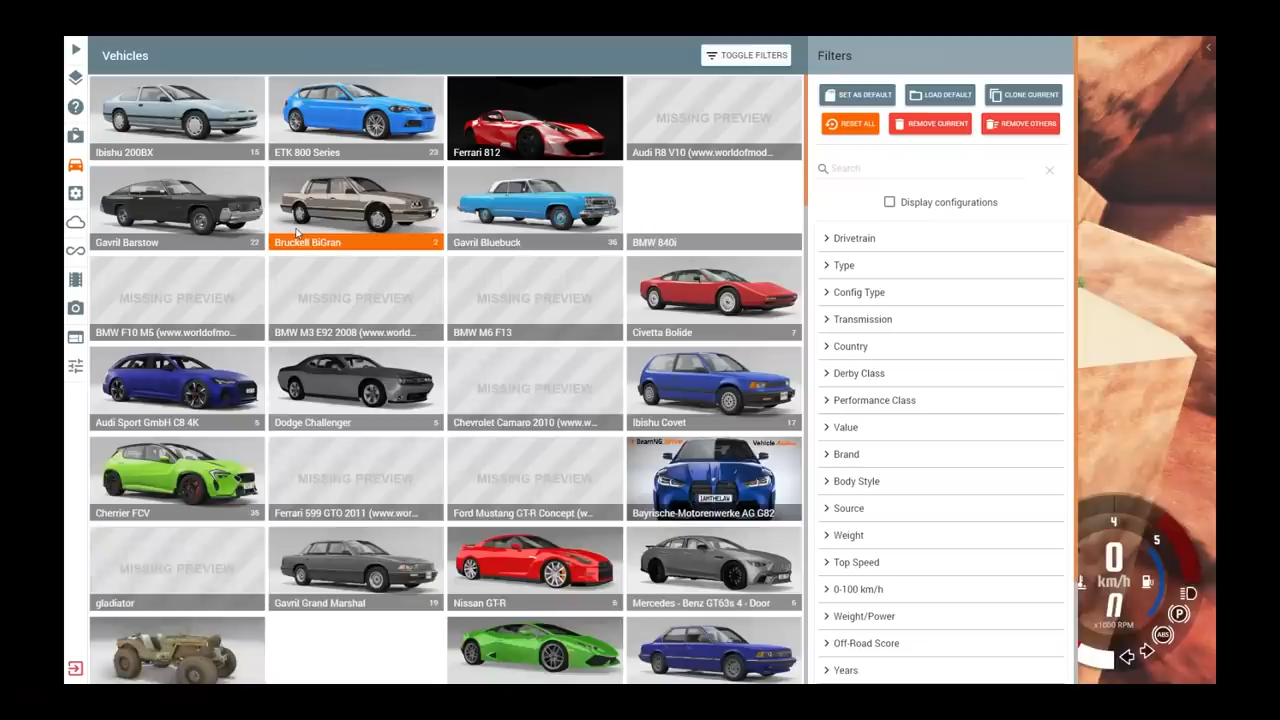 Vehicles
TOGGLE FILTERS
Filters
SET AS DEFAULT
LOAD DEFAULT
CLONE CURRENT
RESET ALL
REMOVE CURRENT
REMOVE OTHERS
Search
Display configurations
Drivetrain
Type
Config Type
Transmission
Country
Derby Class
Performance Class
Value
Brand
Body Style
Source
Weight
Top Speed
0-100 km/h
Weight/Power
Off-Road Score
Years
Ibishu 200BX 15
ETK 800 Series 23
Ferrari 812
MISSING PREVIEW
Audi R8 V10 (www.worldofmod...
Gavril Barstow 22
Bruckell BiGran 2
Gavril Bluebuck 36
BMW 840i
MISSING PREVIEW
BMW F10 M5 (www.worldofmo...
MISSING PREVIEW
BMW M3 E92 2008 (www.world...
MISSING PREVIEW
BMW M6 F13
Civetta Bolide 7
Audi Sport GmbH C8 4K 5
Dodge Challenger 5
MISSING PREVIEW
Chevrolet Camaro 2010 (www.w...
Ibishu Covet 17
Cherrier FCV 35
MISSING PREVIEW
Ferrari 599 GTO 2011 (www.wor...
MISSING PREVIEW
Ford Mustang GT-R Concept (w...
BeamNG.drive
IAMTHELAW
Bayrische-Motorenwerke AG G82
MISSING PREVIEW
gladiator
Gavril Grand Marshal 19
Nissan GT-R 6
Mercedes - Benz GT63s 4 - Door 6
4
5
0
km/h
n
x1000 RPM
P
ABS